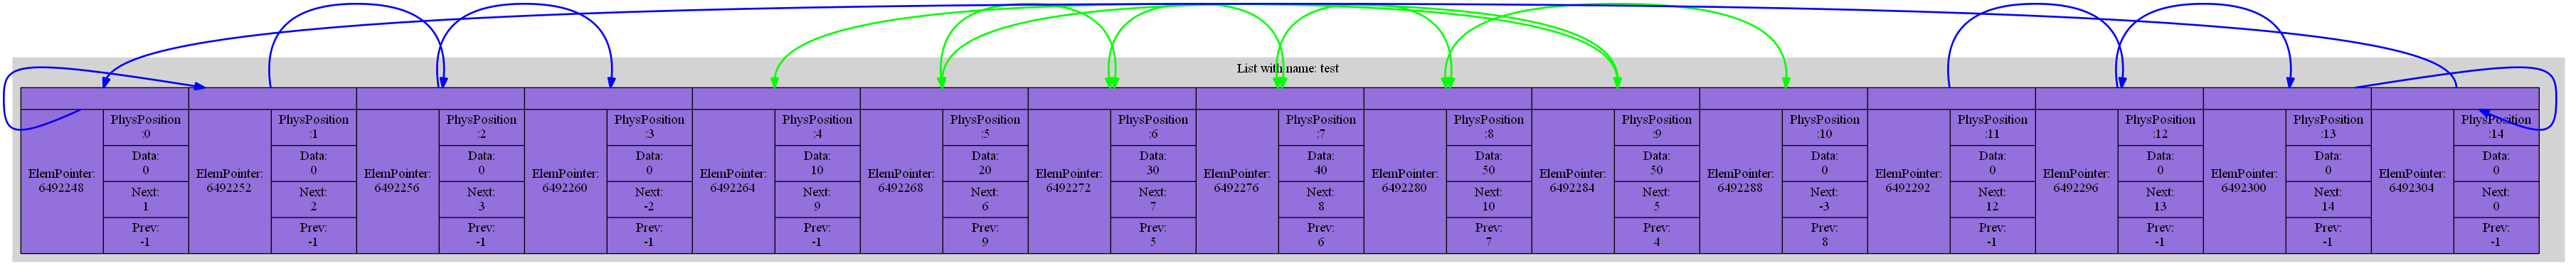 List with name: test
ElemPointer:
6492248
PhysPosition
:0
Data:
0
Next:
1
Prev:
-1
ElemPointer:
6492252
PhysPosition
:1
Data:
0
Next:
2
Prev:
-1
ElemPointer:
6492256
PhysPosition
:2
Data:
0
Next:
3
Prev:
-1
ElemPointer:
6492260
PhysPosition
:3
Data:
0
Next:
-2
Prev:
-1
ElemPointer:
6492264
PhysPosition
:4
Data:
10
Next:
9
Prev:
-1
ElemPointer:
6492268
PhysPosition
:5
Data:
20
Next:
6
Prev:
9
ElemPointer:
6492272
PhysPosition
:6
Data:
30
Next:
7
Prev:
5
ElemPointer:
6492276
PhysPosition
:7
Data:
40
Next:
8
Prev:
6
ElemPointer:
6492280
PhysPosition
:8
Data:
50
Next:
10
Prev:
7
ElemPointer:
6492284
PhysPosition
:9
Data:
50
Next:
5
Prev:
4
ElemPointer:
6492288
PhysPosition
:10
Data:
0
Next:
-3
Prev:
8
ElemPointer:
6492292
PhysPosition
:11
Data:
0
Next:
12
Prev:
-1
ElemPointer:
6492296
PhysPosition
:12
Data:
0
Next:
13
Prev:
-1
ElemPointer:
6492300
PhysPosition
:13
Data:
0
Next:
14
Prev:
-1
ElemPointer:
6492304
PhysPosition
:14
Data:
0
Next:
0
Prev:
-1